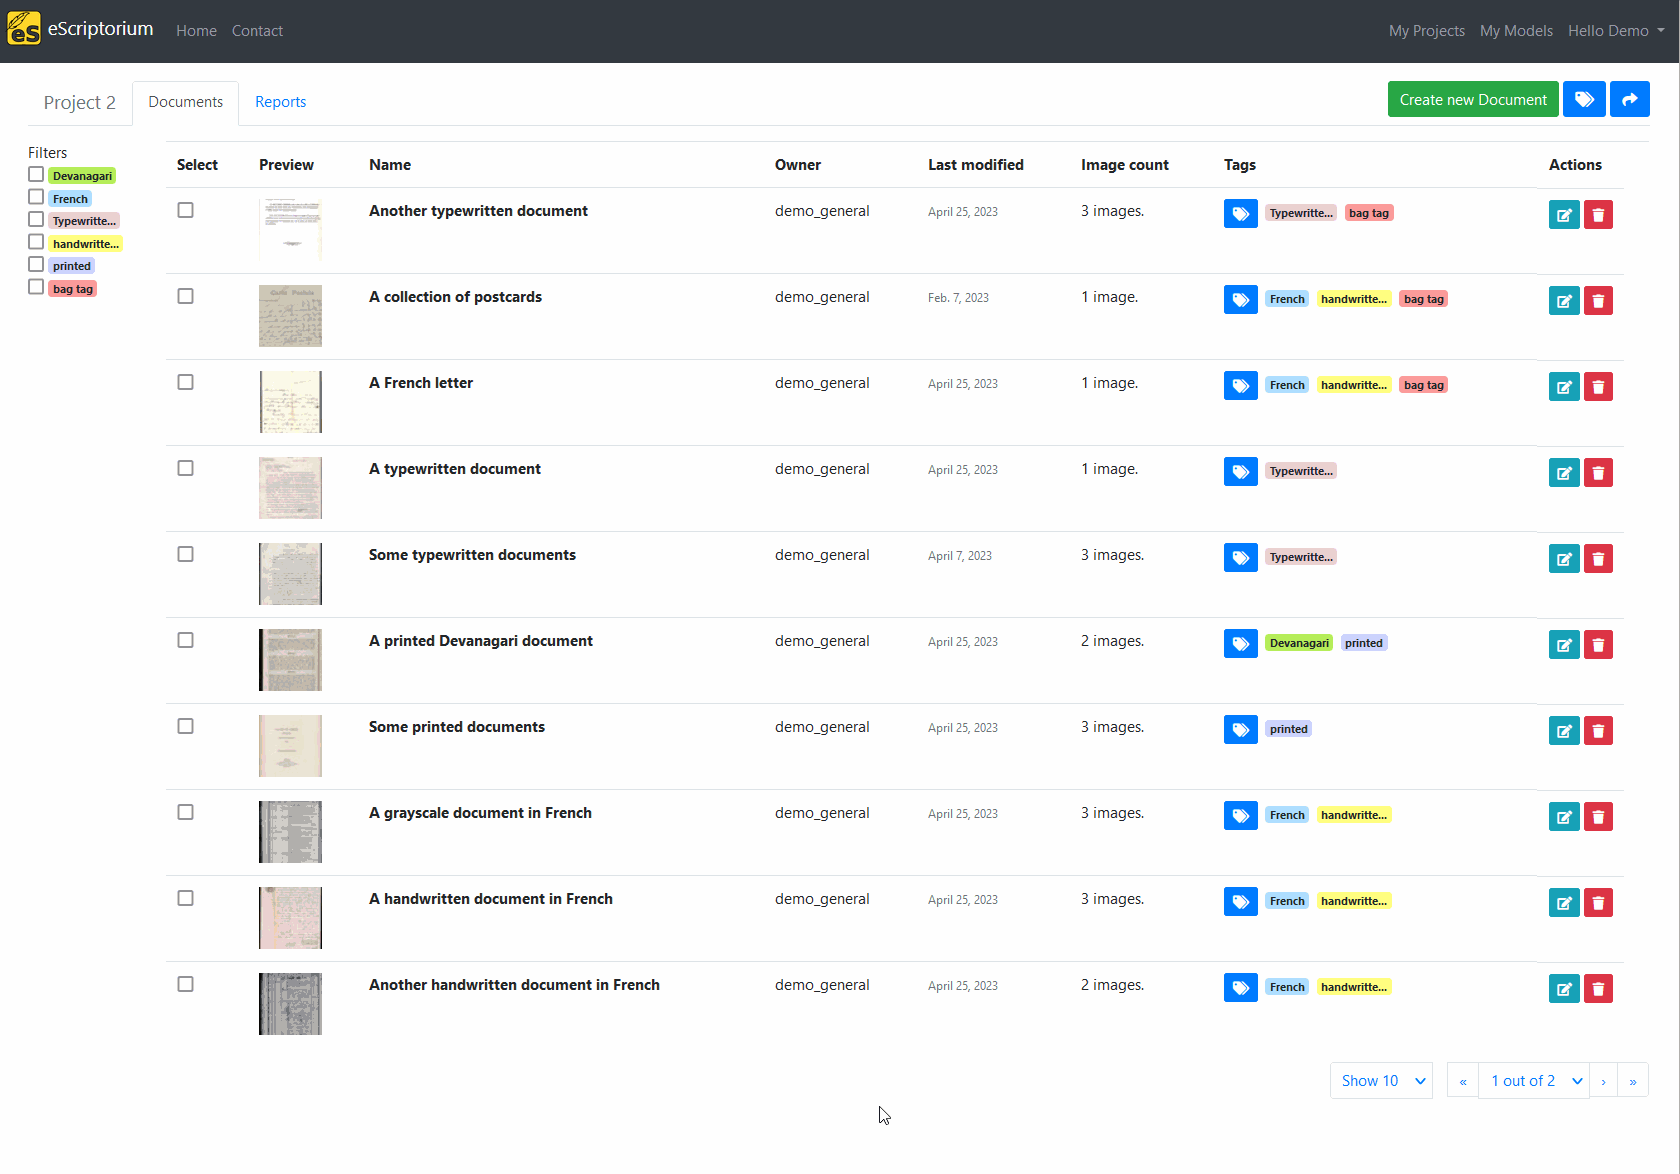 eScriptorium Home Contact My Projects My Models Hello Demo
Project 2 Documents Reports Create new Document
Filters
Devanagari
French
Typewritte...
handwritte...
printed
bag tag
Select Preview Name Owner Last modified Image count Tags Actions
Another typewritten document demo_general April 25, 2023 3 images. Typewritte... bag tag
A collection of postcards demo_general Feb. 7, 2023 1 image. French handwritte... bag tag
A French letter demo_general April 25, 2023 1 image. French handwritte... bag tag
A typewritten document demo_general April 25, 2023 1 image. Typewritte...
Some typewritten documents demo_general April 7, 2023 3 images. Typewritte...
A printed Devanagari document demo_general April 25, 2023 2 images. Devanagari printed
Some printed documents demo_general April 25, 2023 3 images. printed
A grayscale document in French demo_general April 25, 2023 3 images. French handwritte...
A handwritten document in French demo_general April 25, 2023 3 images. French handwritte...
Another handwritten document in French demo_general April 25, 2023 2 images. French handwritte...
Show 10 « 1 out of 2 › »